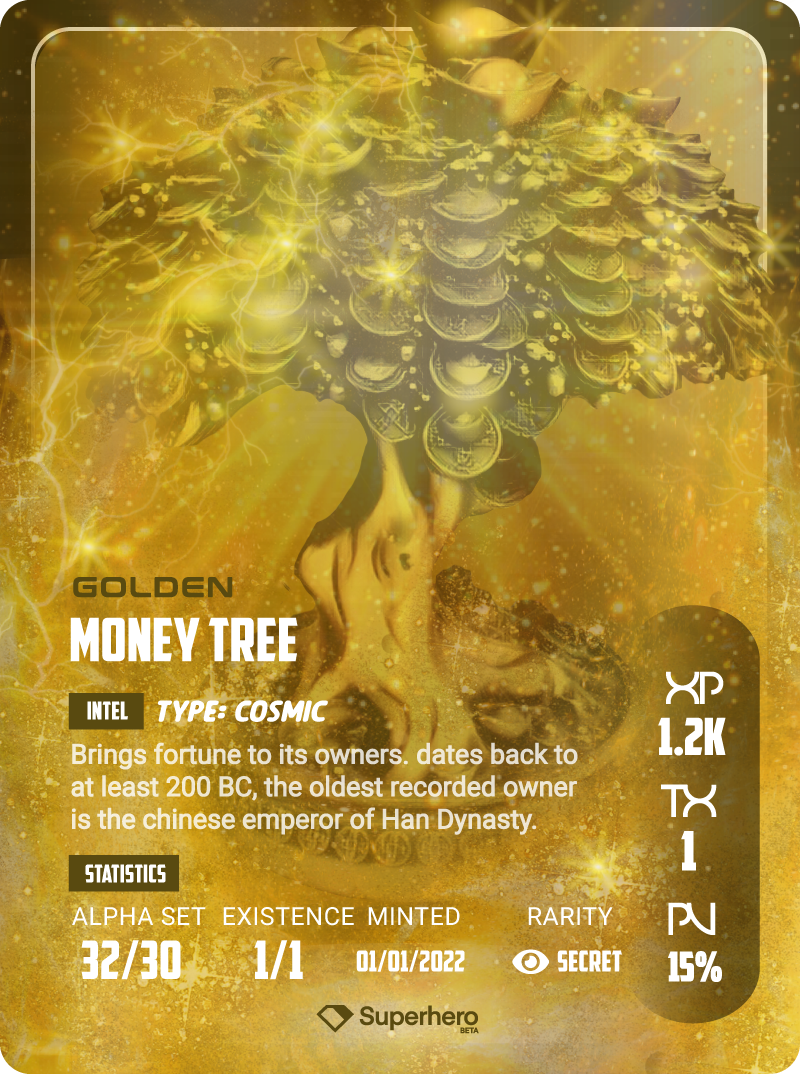 GOLDEN
MONEY TREE
INTEL TYPE: COSMIC
Brings fortune to its owners. dates back to
at least 200 BC, the oldest recorded owner
is the chinese emperor of Han Dynasty.
STATISTICS
ALPHA SET EXISTENCE MINTED RARITY
32/30 1/1 01/01/2022 SECRET
XP
1.2K
TX
1
PV
15%
Superhero
BETA